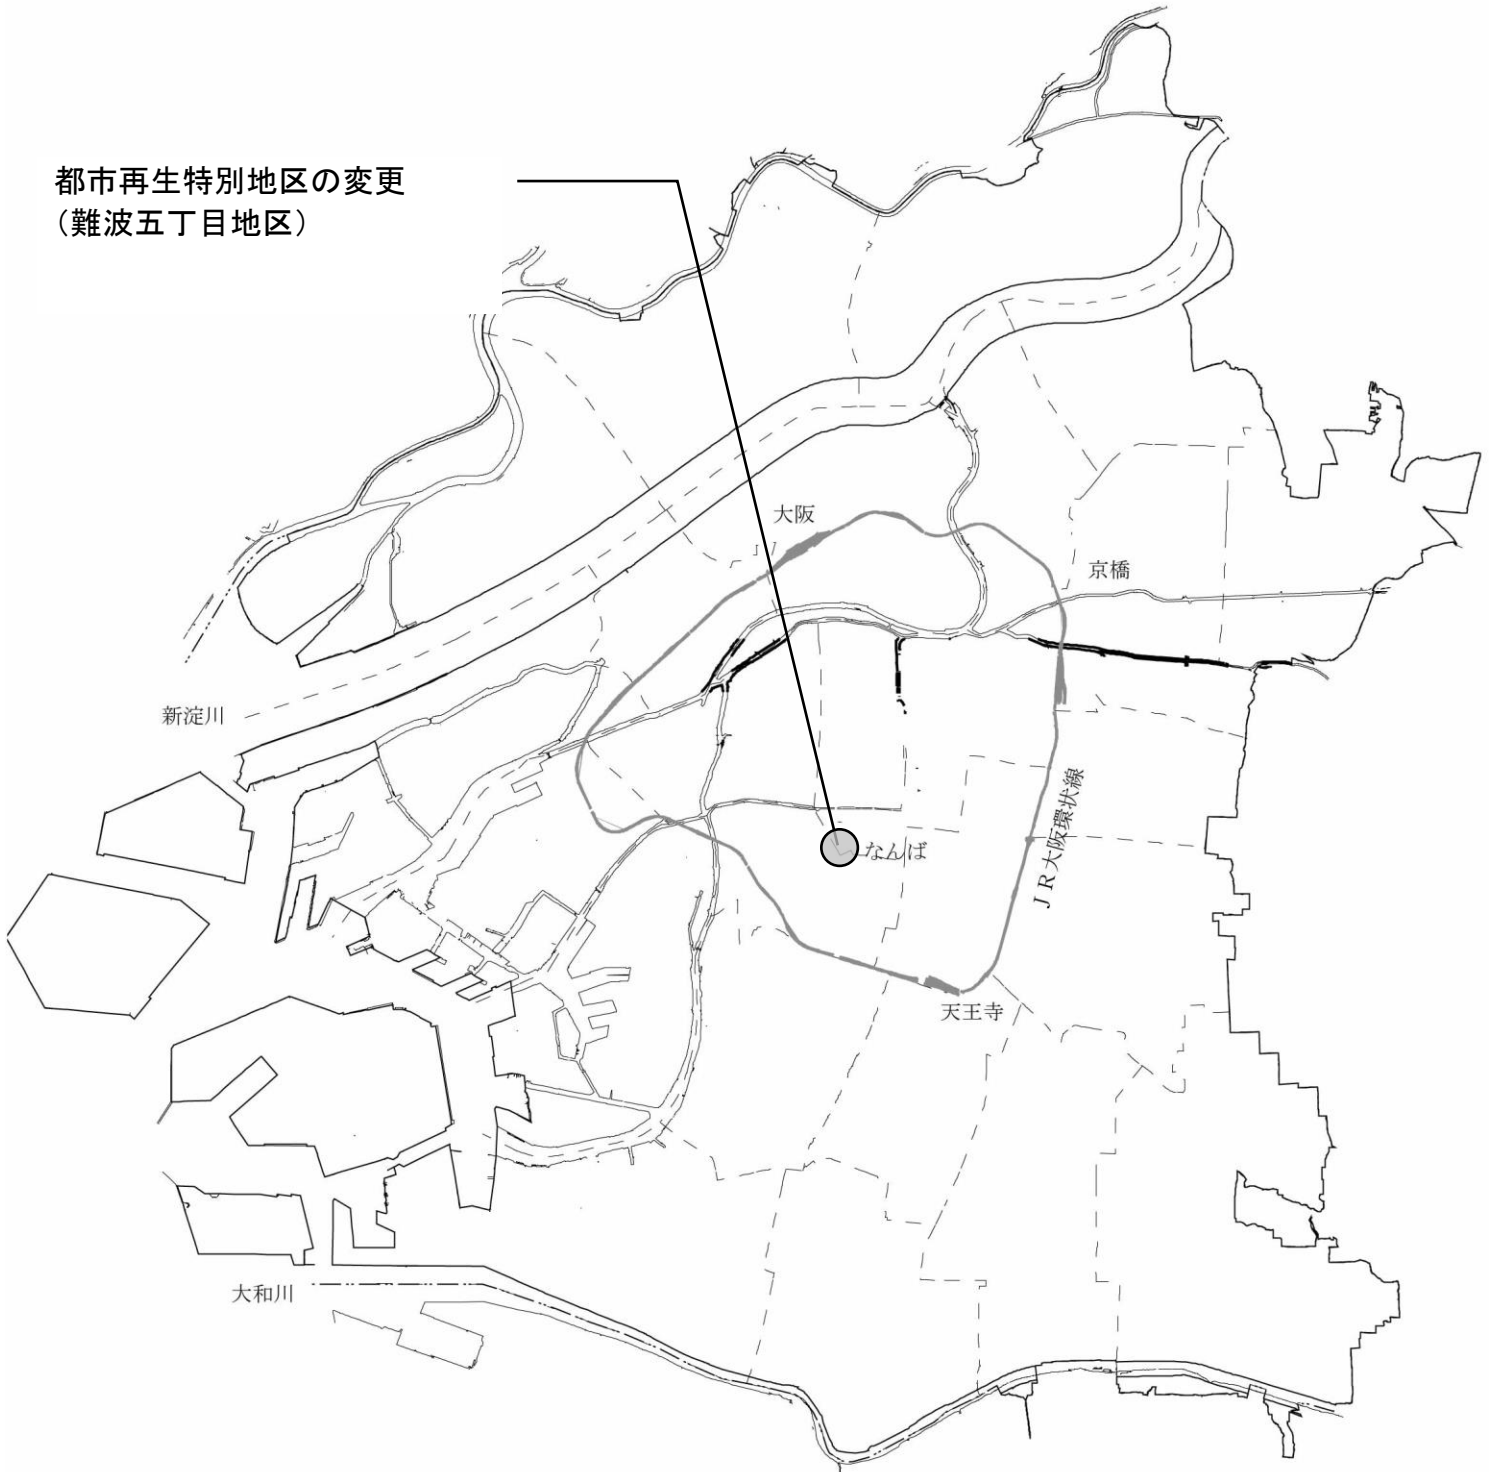 都市再生特別地区の変更
（難波五丁目地区）
大阪
京橋
新淀川
JR大阪環状線
なんば
天王寺
大和川